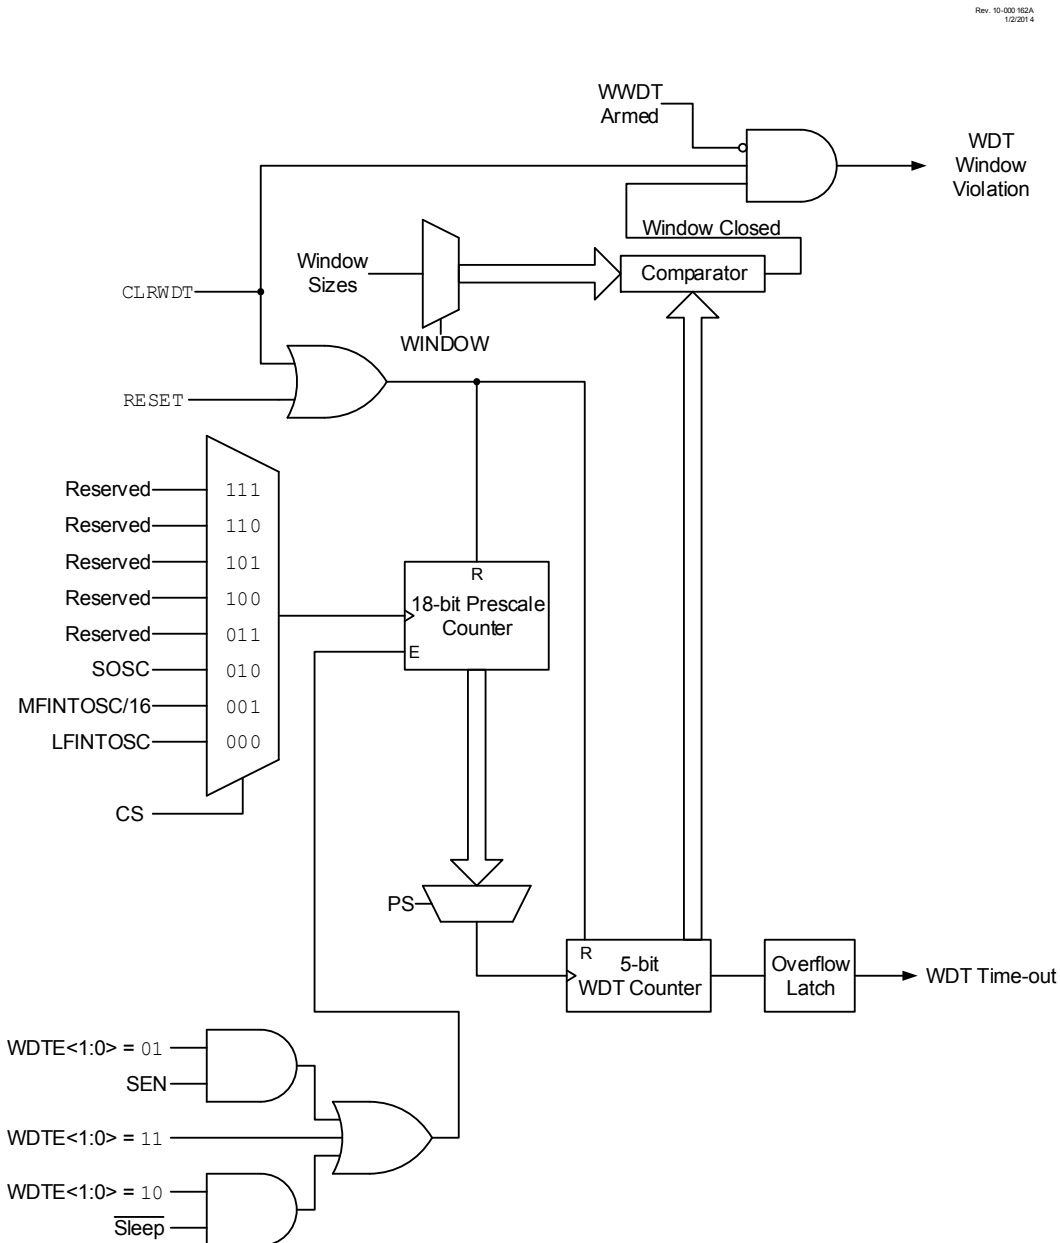 Rev. 10-000 162A
1/2/2014
WWDT
Armed
WDT
Window
Violation
Window Closed
Window
Sizes
Comparator
CLRWDT
WINDOW
RESET
Reserved 111
Reserved 110
Reserved 101
Reserved 100
Reserved 011
SOSC 010
MFINTOSC/16 001
LFINTOSC 000
CS
R
18-bit Prescale
Counter
E
PS
R
5-bit
WDT Counter
Overflow
Latch
WDT Time-out
WDTE<1:0> = 01
SEN
WDTE<1:0> = 11
WDTE<1:0> = 10
Sleep